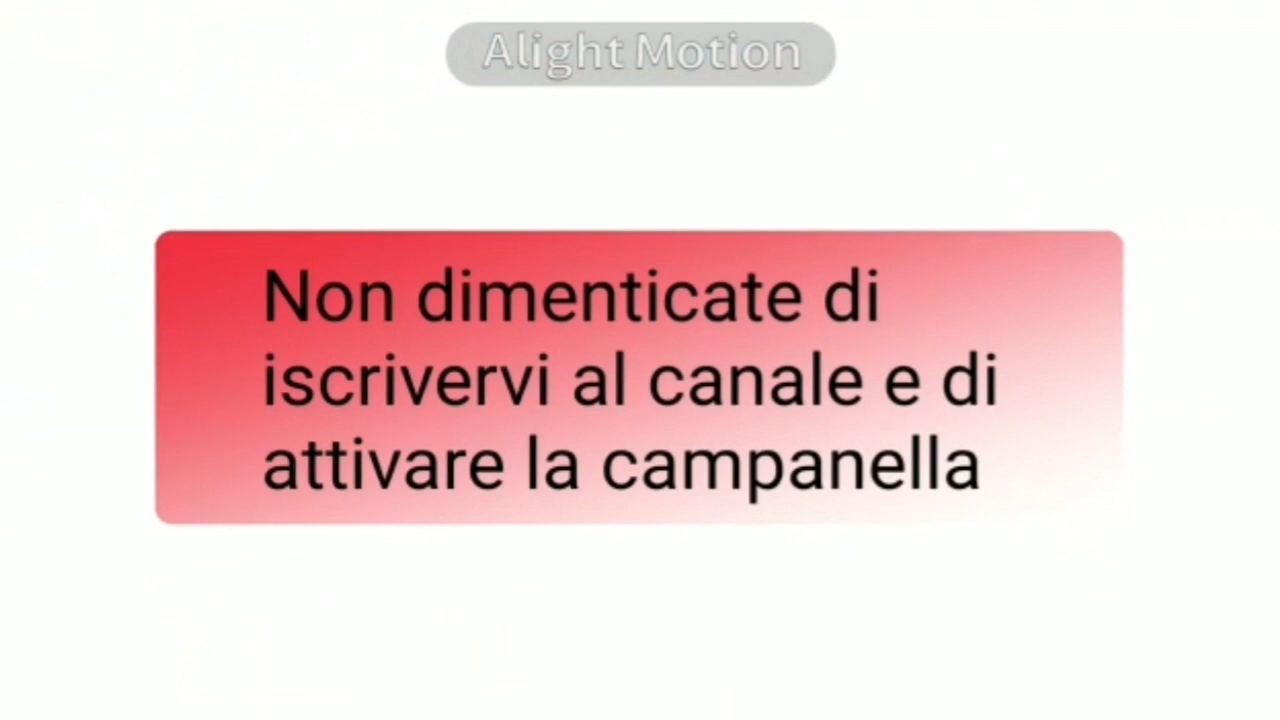 Alight Motion
Non dimenticate di
iscrivervi al canale e di
attivare la campanella